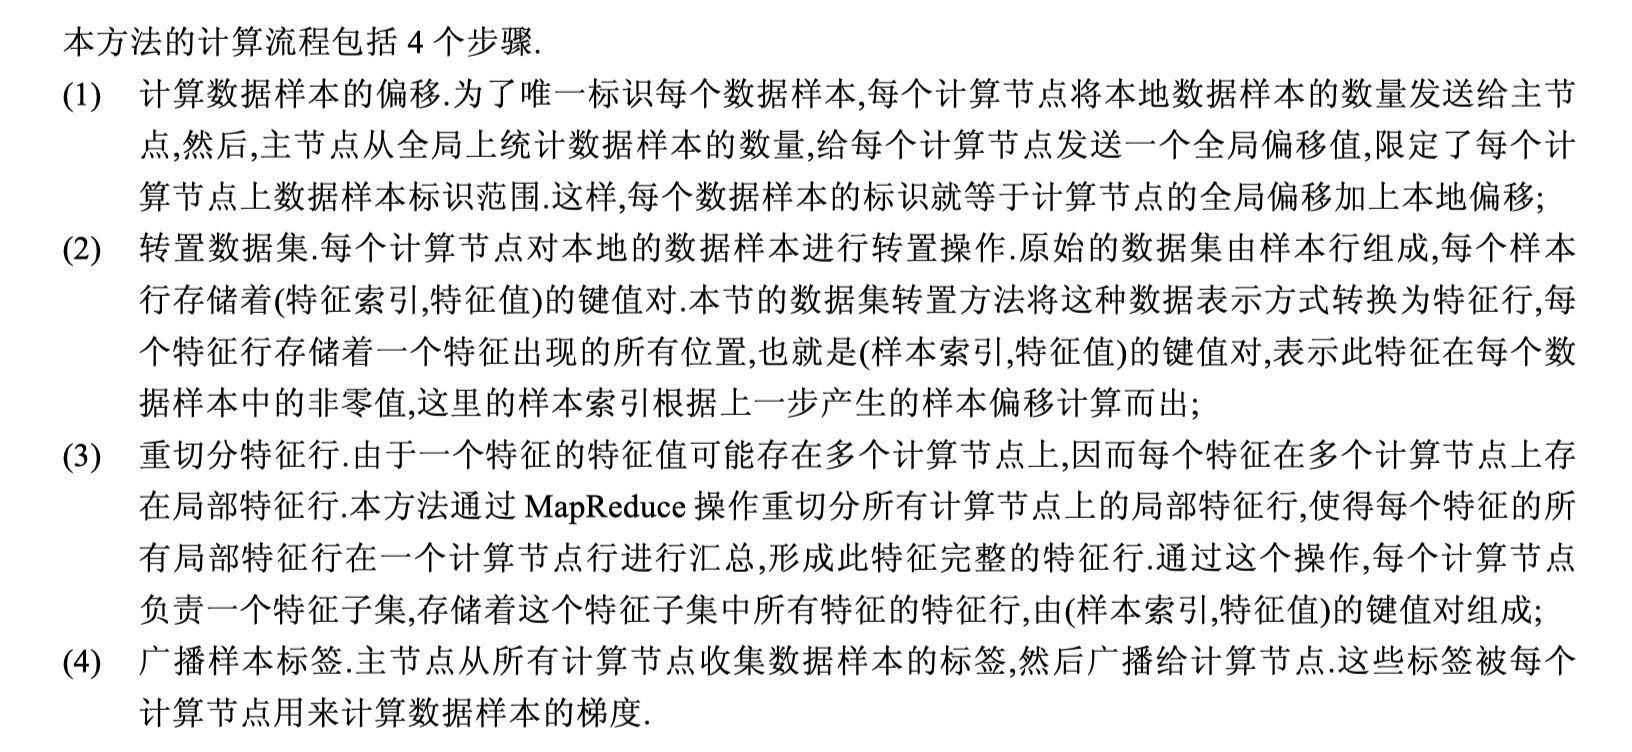 本方法的计算流程包括 4 个步骤.
(1) 计算数据样本的偏移.为了唯一标识每个数据样本,每个计算节点将本地数据样本的数量发送给主节
点,然后,主节点从全局上统计数据样本的数量,给每个计算节点发送一个全局偏移值,限定了每个计
算节点上数据样本标识范围.这样,每个数据样本的标识就等于计算节点的全局偏移加上本地偏移;
(2) 转置数据集.每个计算节点对本地的数据样本进行转置操作.原始的数据集由样本行组成,每个样本
行存储着(特征索引,特征值)的键值对.本节的数据集转置方法将这种数据表示方式转换为特征行,每
个特征行存储着一个特征出现的所有位置,也就是(样本索引,特征值)的键值对,表示此特征在每个数
据样本中的非零值,这里的样本索引根据上一步产生的样本偏移计算而出;
(3) 重切分特征行.由于一个特征的特征值可能存在多个计算节点上,因而每个特征在多个计算节点上存
在局部特征行.本方法通过 MapReduce 操作重切分所有计算节点上的局部特征行,使得每个特征的所
有局部特征行在一个计算节点行进行汇总,形成此特征完整的特征行.通过这个操作,每个计算节点
负责一个特征子集,存储着这个特征子集中所有特征的特征行,由(样本索引,特征值)的键值对组成;
(4) 广播样本标签.主节点从所有计算节点收集数据样本的标签,然后广播给计算节点.这些标签被每个
计算节点用来计算数据样本的梯度.